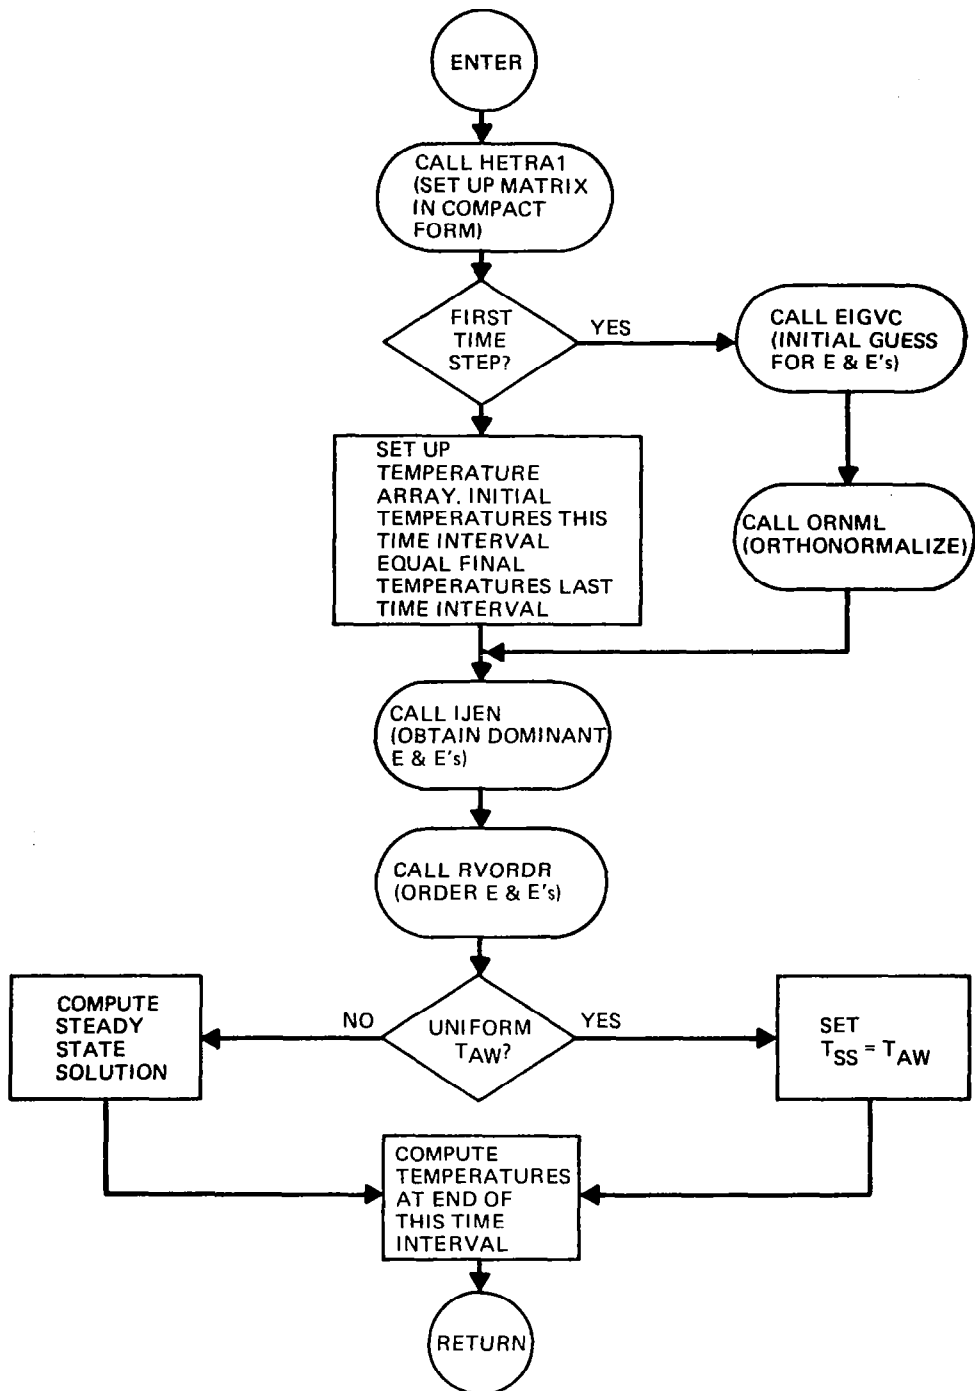 ENTER
CALL HETRA1
(SET UP MATRIX
IN COMPACT
FORM)
FIRST
TIME
STEP?
YES
CALL EIGVC
(INITIAL GUESS
FOR E & E's)
SET UP
TEMPERATURE
ARRAY, INITIAL
TEMPERATURES THIS
TIME INTERVAL
EQUAL FINAL
TEMPERATURES LAST
TIME INTERVAL
CALL ORNML
(ORTHONORMALIZE)
CALL IJEN
(OBTAIN DOMINANT
E & E's)
CALL RVORDR
(ORDER E & E's)
COMPUTE
STEADY
STATE
SOLUTION
NO
UNIFORM
TAW?
YES
SET
TSS = TAW
COMPUTE
TEMPERATURES
AT END OF
THIS TIME
INTERVAL
RETURN